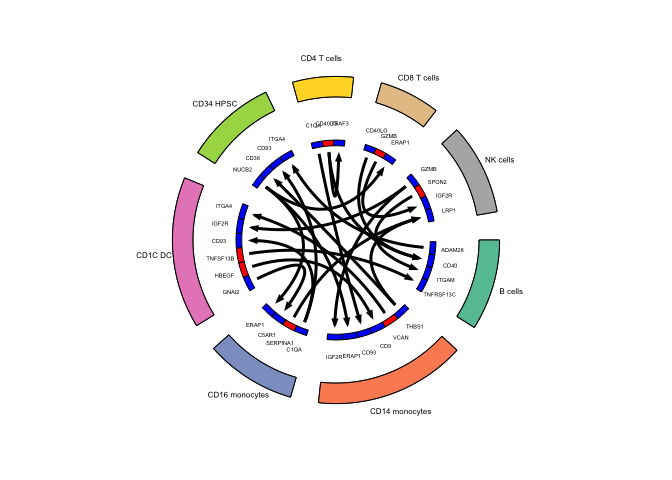 CD4 T cells
CD8 T cells
CD34 HPSC
C1QA
TRAF3
CD40LG
GZMB
ERAP1
ITGA4
CD93
CD36
NUCB2
NK cells
GZMB
SPON2
IGF2R
LRP1
ITGA4
IGF2R
CD93
TNFSF13B
HBEGF
GNAI2
CD1C DC
ADAM28
CD40
ITGAM
TNFRSF13C
B cells
ERAP1
C5AR1
SERPINA1
C1QA
THBS1
VCAN
CD9
CD93
ERAP1
IGF2R
CD16 monocytes
CD14 monocytes